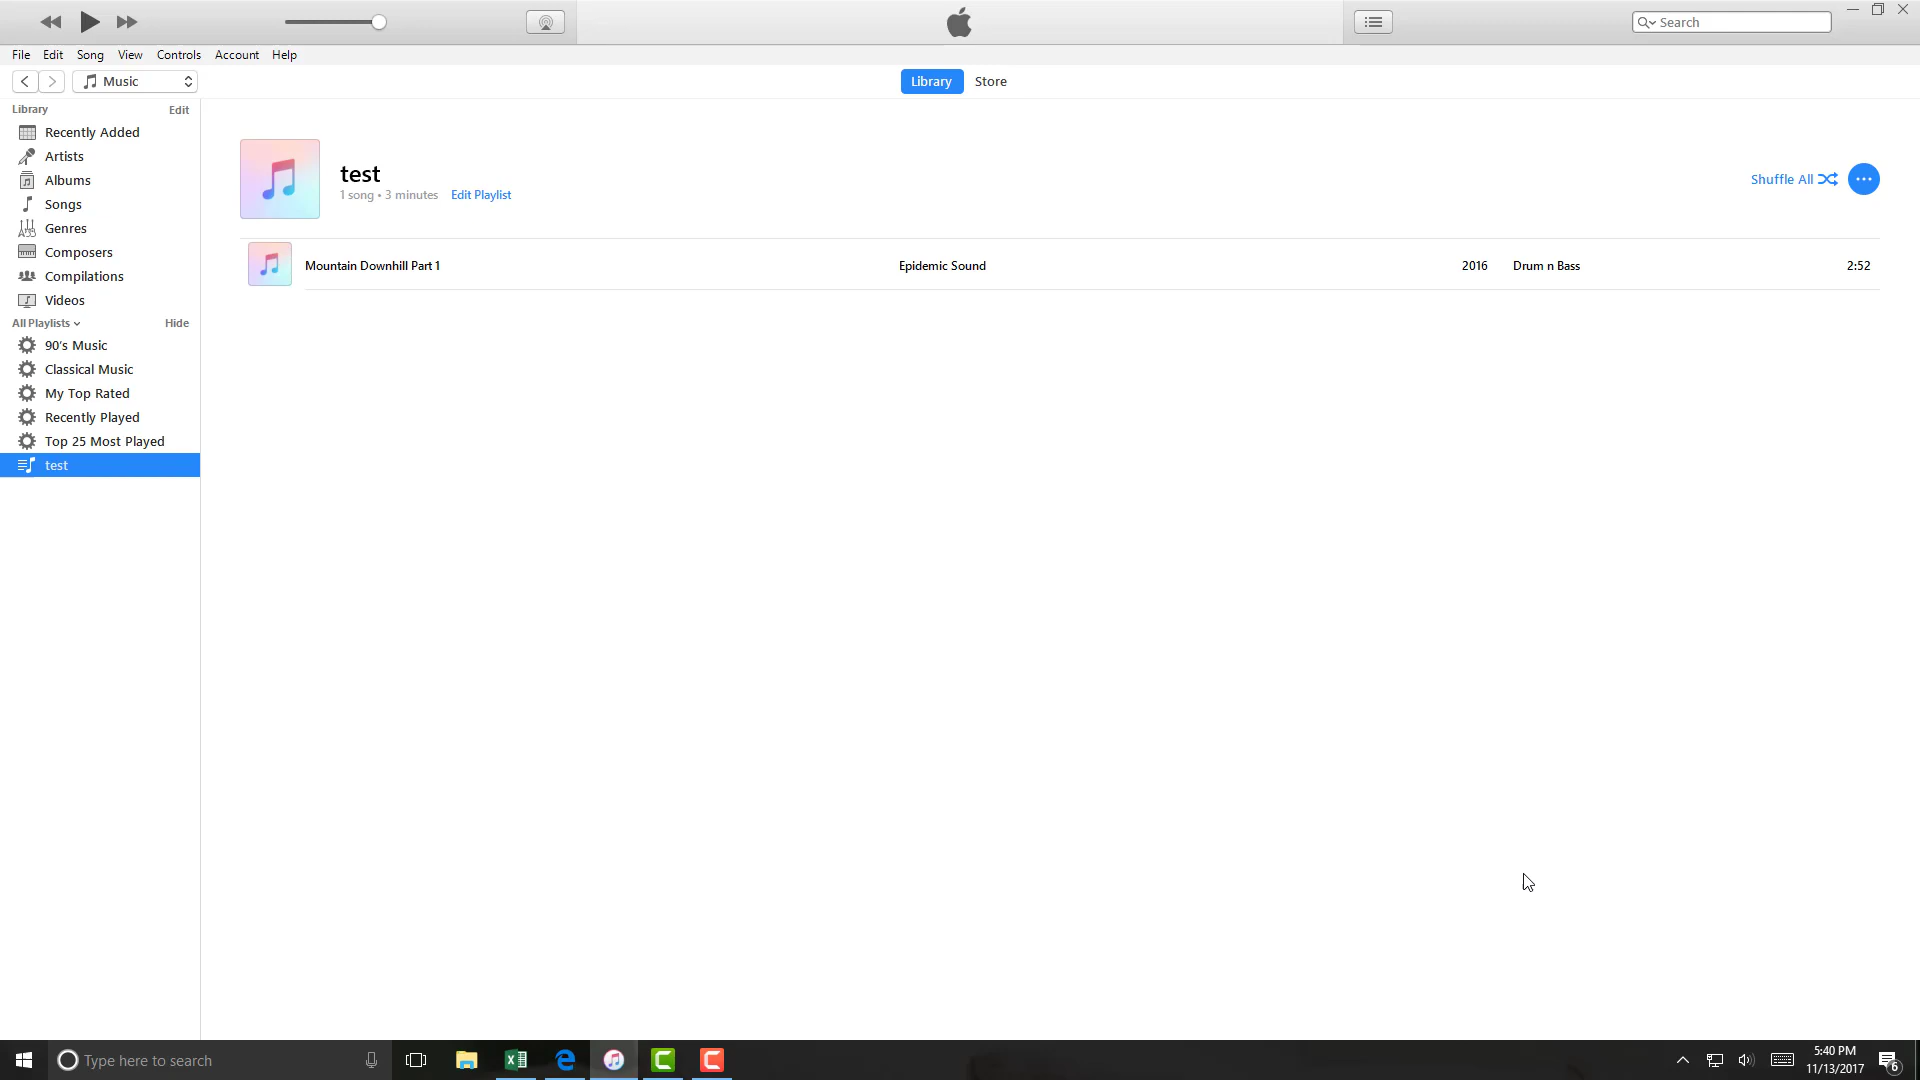 Search
File Edit Song View Controls Account Help
Music Library Store
Library Edit
Recently Added
Artists
Albums
Songs
Genres
Composers
Compilations
Videos
All Playlists Hide
90's Music
Classical Music
My Top Rated
Recently Played
Top 25 Most Played
test
test
1 song • 3 minutes Edit Playlist
Shuffle All
Mountain Downhill Part 1 Epidemic Sound 2016 Drum n Bass 2:52
Type here to search
5:40 PM
11/13/2017
6